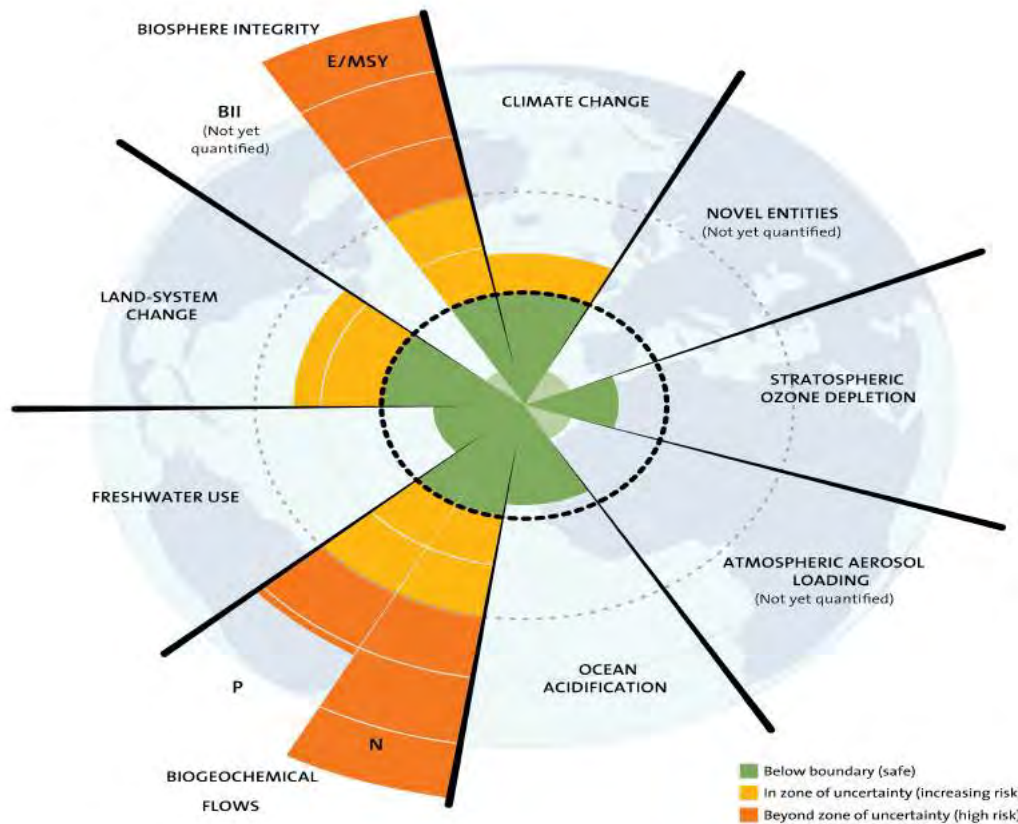 BIOSPHERE INTEGRITY
E/MSY
BII
(Not yet
quantified)
CLIMATE CHANGE
NOVEL ENTITIES
(Not yet quantified)
LAND-SYSTEM
CHANGE
STRATOSPHERIC
OZONE DEPLETION
FRESHWATER USE
ATMOSPHERIC AEROSOL
LOADING
(Not yet quantified)
OCEAN
ACIDIFICATION
P
N
BIOGEOCHEMICAL
FLOWS
Below boundary (safe)
In zone of uncertainty (increasing risk
Beyond zone of uncertainty (high risk)